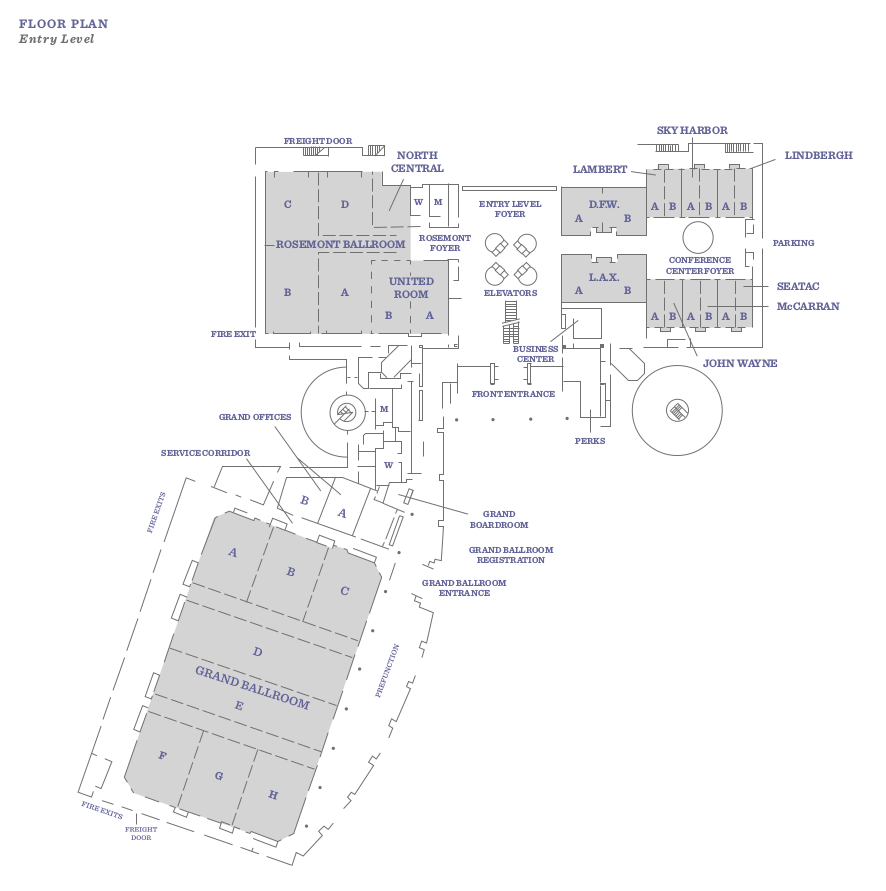 FLOOR PLAN
Entry Level
SKY HARBOR
FREIGHT DOOR
NORTH
CENTRAL
LINDBERGH
LAMBERT
C
D
W
M
ENTRY LEVEL
FOYER
D.F.W.
A
B
A B
A B
A B
ROSEMONT BALLROOM
ROSEMONT
FOYER
PARKING
CONFERENCE
CENTER FOYER
UNITED
ROOM
B
A
B
A
ELEVATORS
L.A.X.
A
B
SEATAC
McCARRAN
A B
A B
A B
FIRE EXIT
BUSINESS
CENTER
JOHN WAYNE
FRONT ENTRANCE
GRAND OFFICES
M
PERKS
SERVICE CORRIDOR
W
FIRE EXITS
B
A
GRAND
BOARDROOM
GRAND BALLROOM
REGISTRATION
GRAND BALLROOM
ENTRANCE
A
B
C
D
PREFUNCTION
GRAND BALLROOM
E
F
G
H
FIRE EXITS
FREIGHT
DOOR